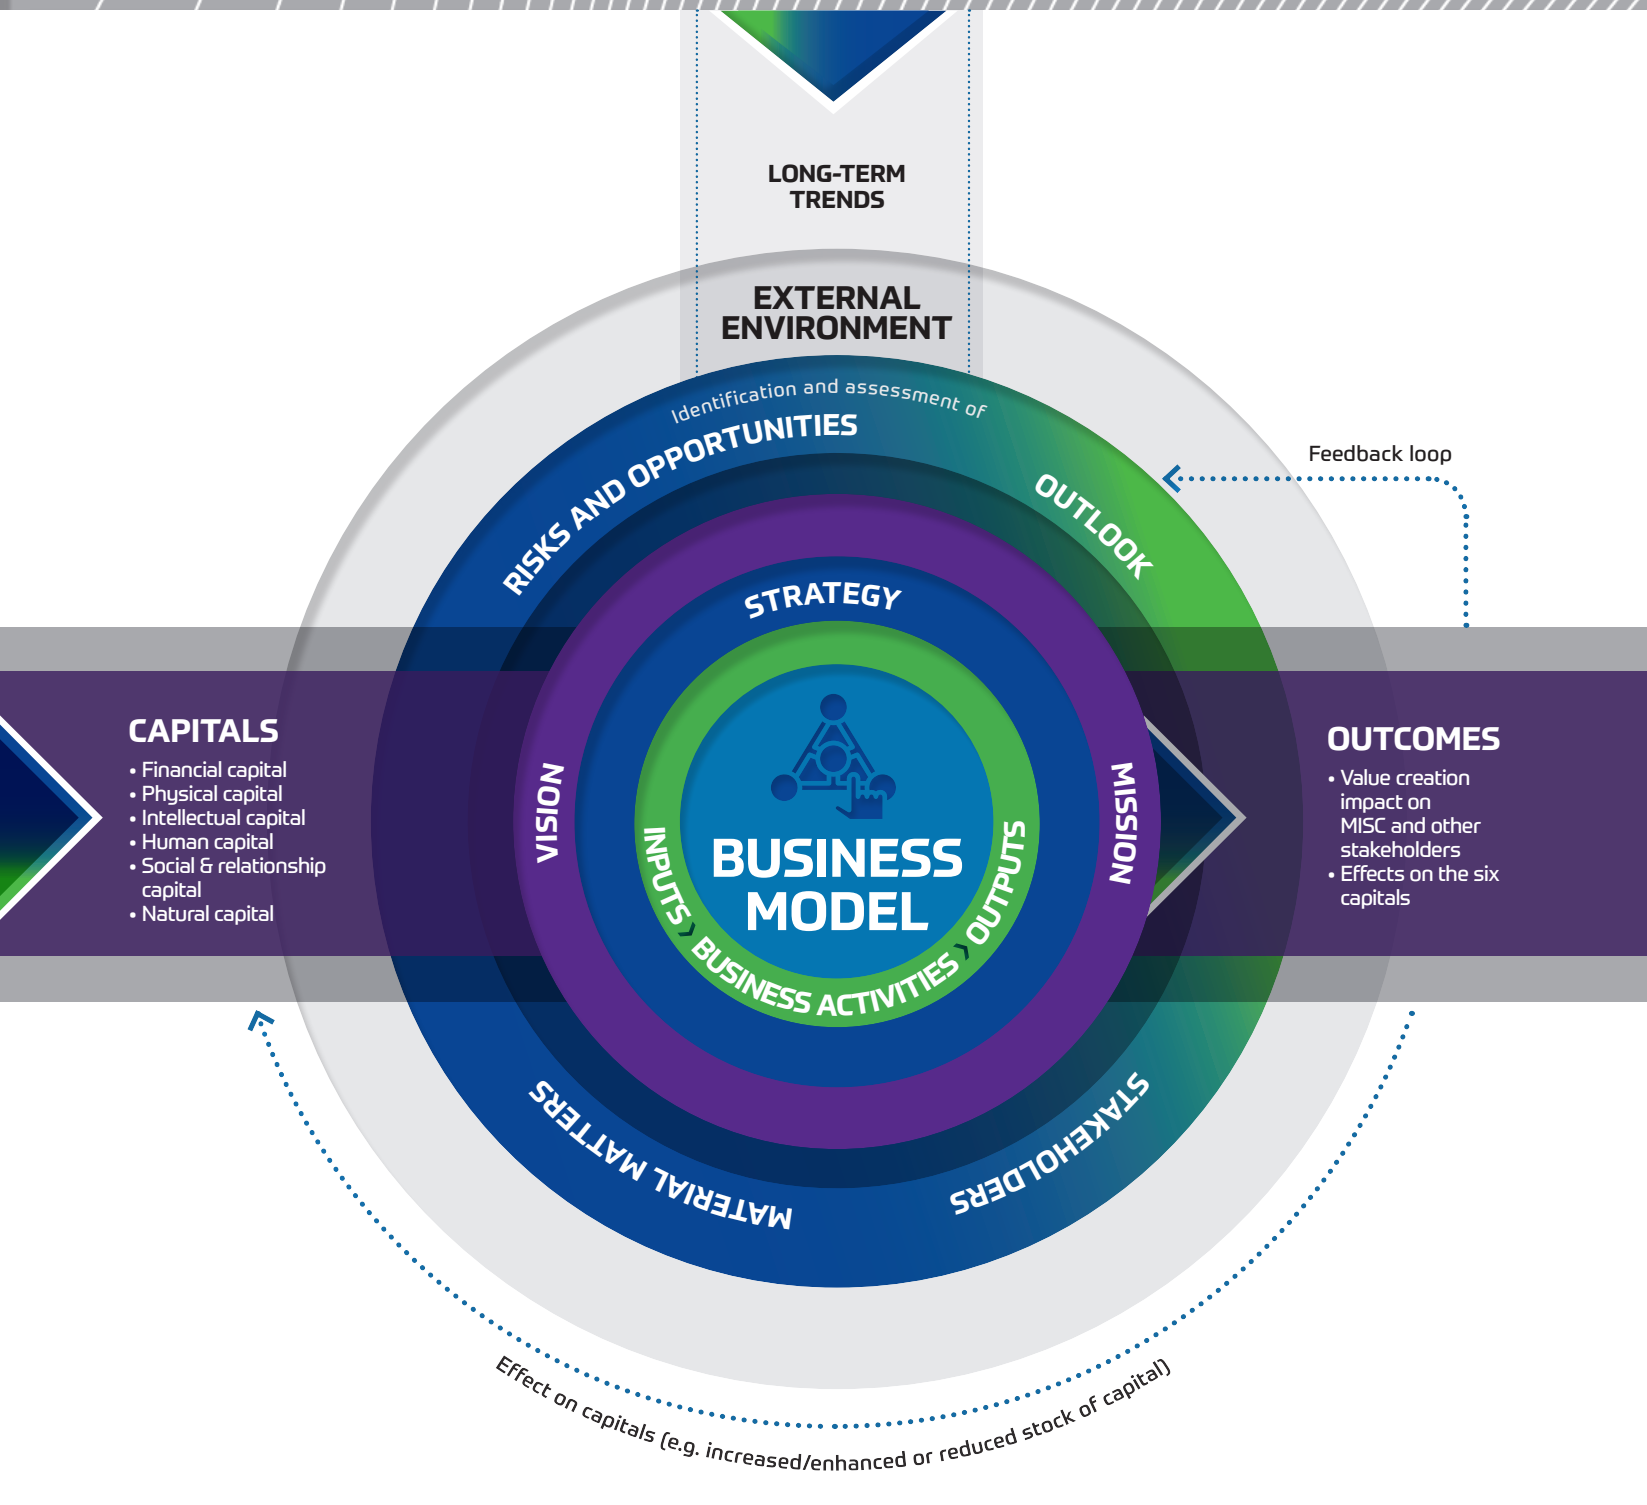 LONG-TERM
TRENDS
EXTERNAL
ENVIRONMENT
Identification and assessment of
RISKS AND OPPORTUNITIES
OUTLOOK
Feedback loop
STRATEGY
CAPITALS
• Financial capital
• Physical capital
• Intellectual capital
• Human capital
• Social & relationship
capital
• Natural capital
VISION
MISSION
BUSINESS
MODEL
INPUTS › BUSINESS ACTIVITIES › OUTPUTS
OUTCOMES
• Value creation
impact on
MISC and other
stakeholders
• Effects on the six
capitals
MATERIAL MATTERS
STAKEHOLDERS
Effect on capitals (e.g. increased/enhanced or reduced stock of capital)